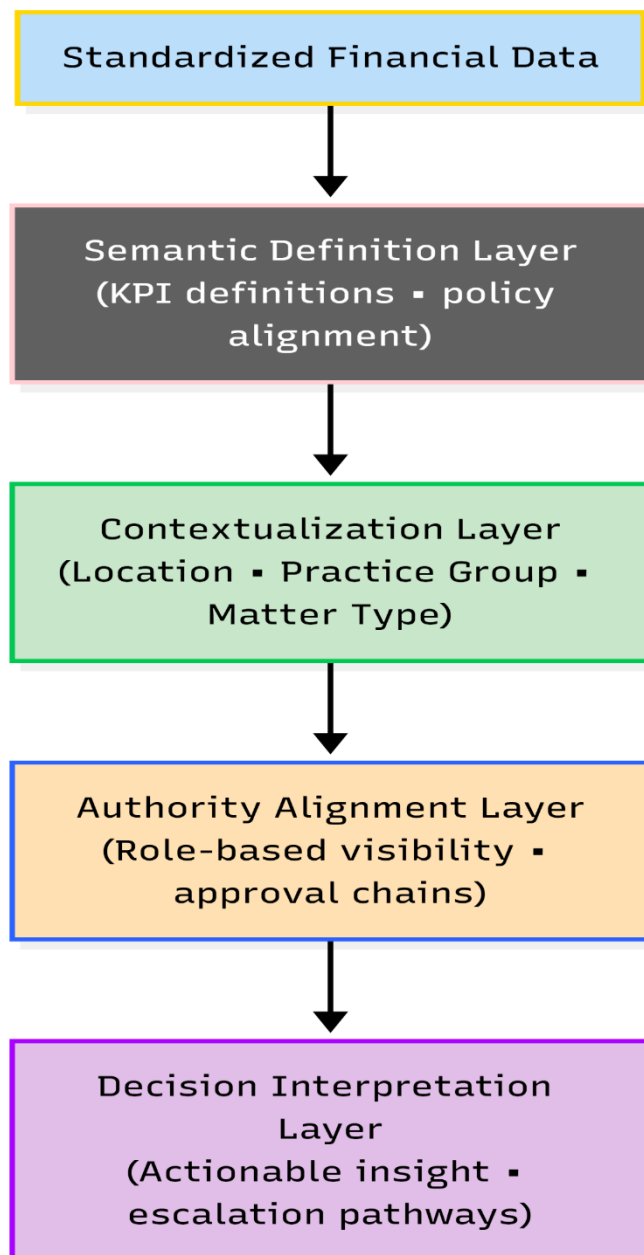 Standardized Financial Data
Semantic Definition Layer
(KPI definitions ▪ policy
alignment)
Contextualization Layer
(Location ▪ Practice Group ▪
Matter Type)
Authority Alignment Layer
(Role-based visibility ▪
approval chains)
Decision Interpretation
Layer
(Actionable insight ▪
escalation pathways)